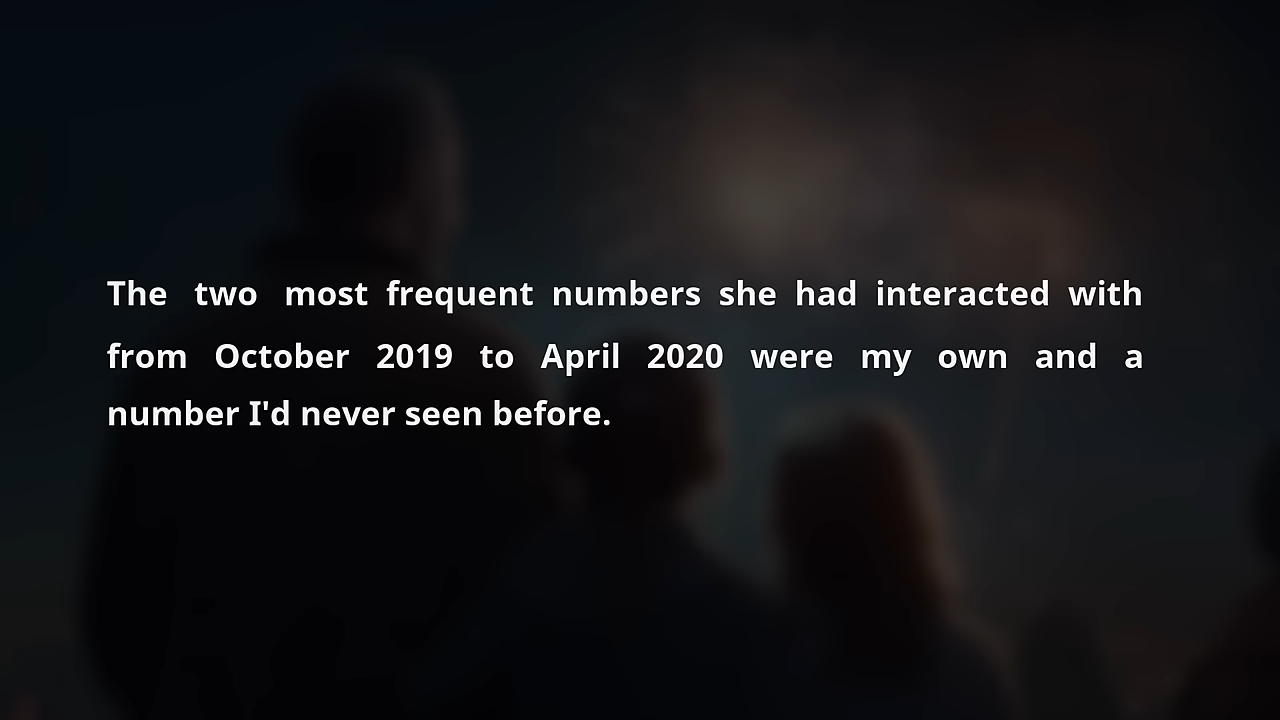 The two most frequent numbers she had interacted with
from October 2019 to April 2020 were my own and a
number I'd never seen before.